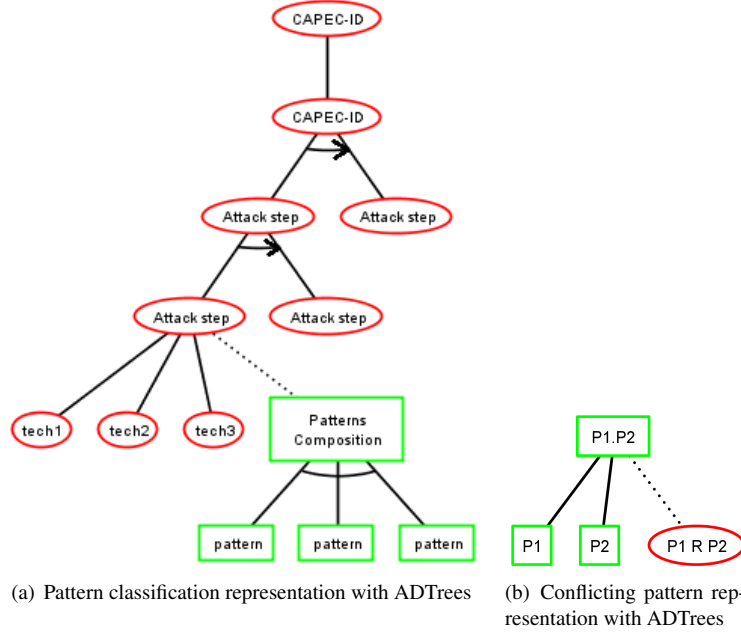 CAPEC-ID
CAPEC-ID
Attack step
Attack step
Attack step
Attack step
tech1
tech2
tech3
Patterns
Composition
pattern
pattern
pattern
P1.P2
P1
P2
P1 R P2
(a) Pattern classification representation with ADTrees
(b) Conflicting pattern rep-
resentation with ADTrees